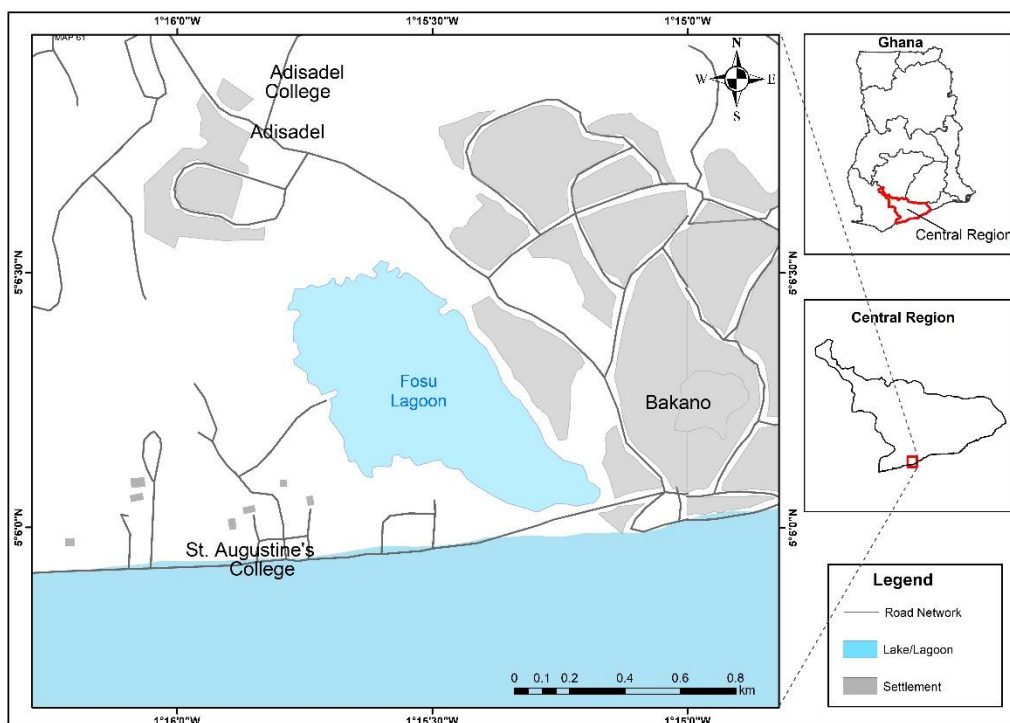 1°16'0"W
1°15'30"W
1°15'0"W
MAP 61
Adisadel
College
Adisadel
N
W
E
S
5°6'30"N
5°6'30"N
Fosu
Lagoon
Bakano
5°6'0"N
5°6'0"N
St. Augustine's
College
0 0.1 0.2 0.4 0.6 0.8
km
1°16'0"W
1°15'30"W
1°15'0"W
Ghana
Central Region
Central Region
Legend
Road Network
Lake/Lagoon
Settlement